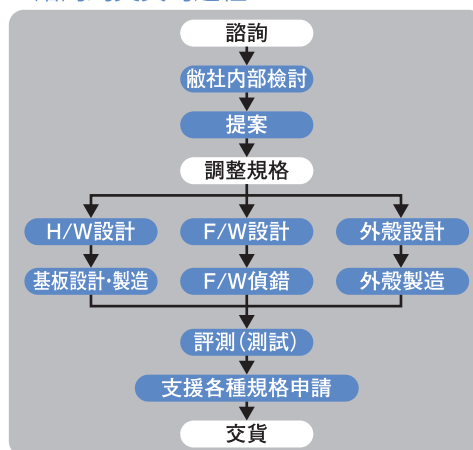 諮詢
敝社内部檢討
提案
調整規格
H/W設計
F/W設計
外殼設計
基板設計・製造
F/W偵錯
外殼製造
評測(測試)
支援各種規格申請
交貨